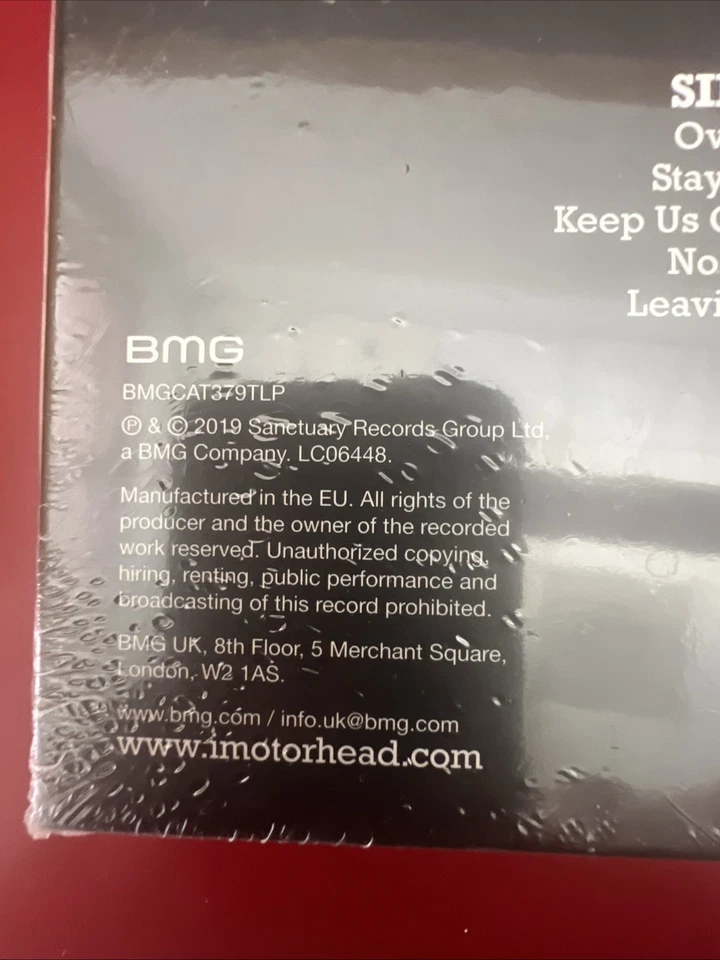 SI
Ov
Stay
Keep Us
No
Leavi
BMG
BMGCAT379TLP
℗ & © 2019 Sanctuary Records Group Ltd,
a BMG Company. LC06448.
Manufactured in the EU. All rights of the
producer and the owner of the recorded
work reserved. Unauthorized copying,
hiring, renting, public performance and
broadcasting of this record prohibited.
BMG UK, 8th Floor, 5 Merchant Square,
London, W2 1AS.
www.bmg.com / info.uk@bmg.com
www.imotorhead.com